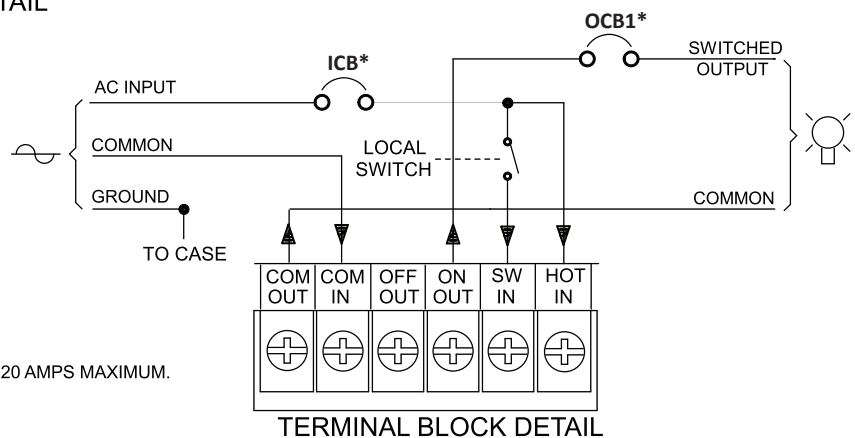 TAIL
OCB1*
SWITCHED
OUTPUT
ICB*
AC INPUT
COMMON
LOCAL
SWITCH
GROUND
COMMON
TO CASE
COM
OUT
COM
IN
OFF
OUT
ON
OUT
SW
IN
HOT
IN
20 AMPS MAXIMUM.
TERMINAL BLOCK DETAIL